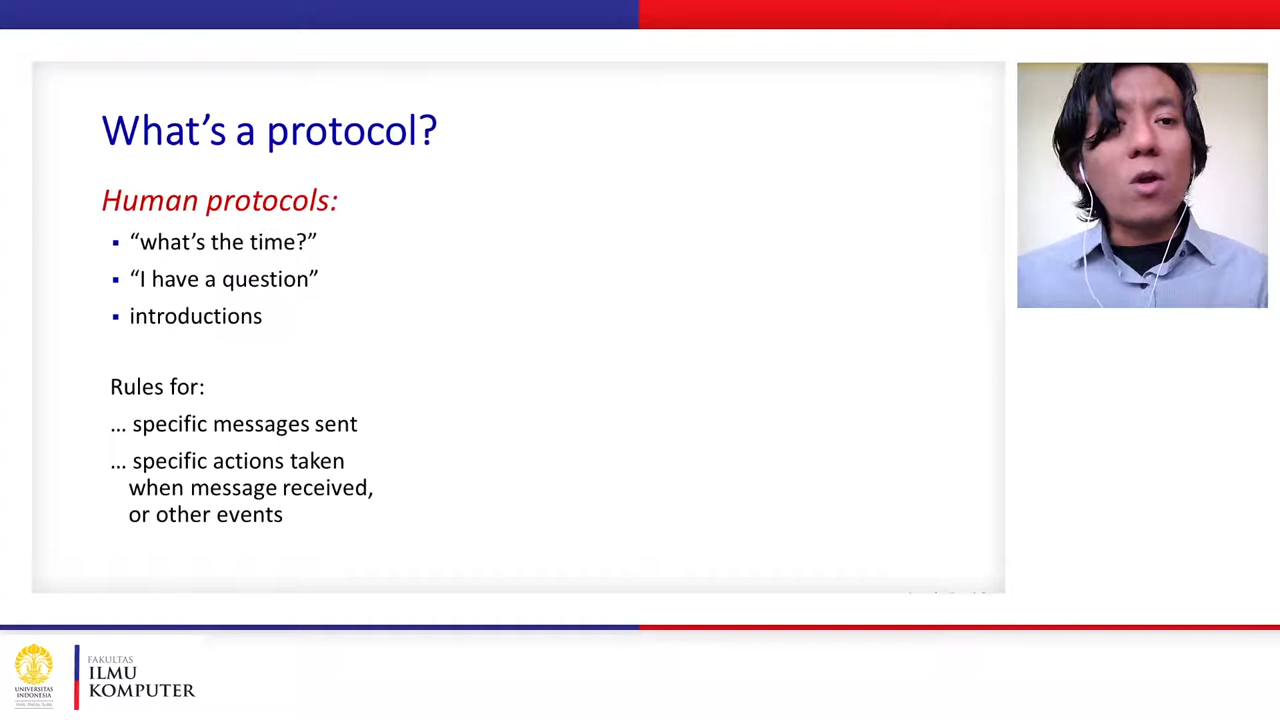 What's a protocol?
Human protocols:
▪ “what's the time?”
▪ “I have a question”
▪ introductions
Rules for:
… specific messages sent
… specific actions taken
when message received,
or other events
UNIVERSITAS
INDONESIA
FAKULTAS
ILMU
KOMPUTER